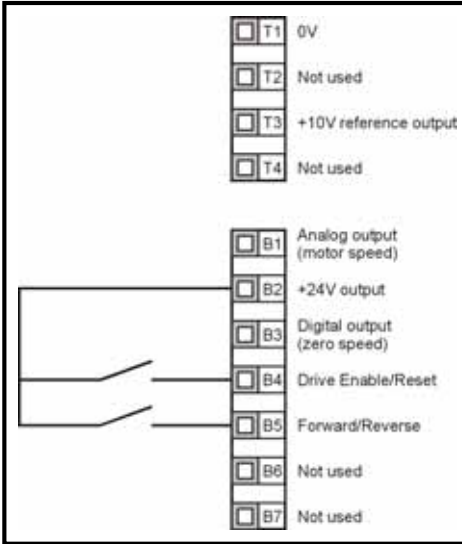 T1 0V
T2 Not used
T3 +10V reference output
T4 Not used
B1 Analog output
(motor speed)
B2 +24V output
B3 Digital output
(zero speed)
B4 Drive Enable/Reset
B5 Forward/Reverse
B6 Not used
B7 Not used